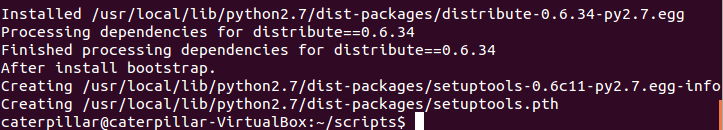 Installed /usr/local/lib/python2.7/dist-packages/distribute-0.6.34-py2.7.egg
Processing dependencies for distribute==0.6.34
Finished processing dependencies for distribute==0.6.34
After install bootstrap.
Creating /usr/local/lib/python2.7/dist-packages/setuptools-0.6c11-py2.7.egg-info
Creating /usr/local/lib/python2.7/dist-packages/setuptools.pth
caterpillar@caterpillar-VirtualBox:~/scripts$